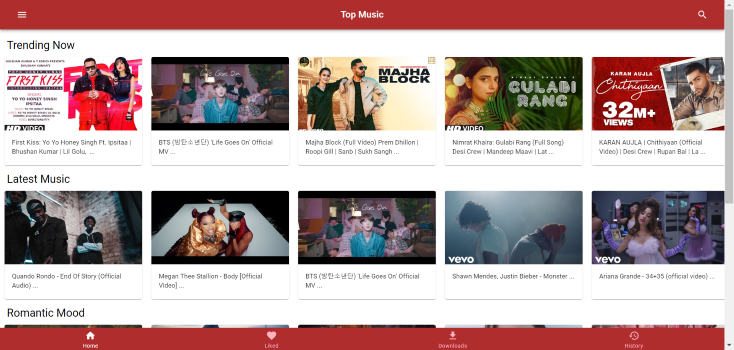 Top Music
Trending Now
FIRST KISS
YO YO HONEY SINGH
IPSITAA
HD VIDEO
Life Goes On
MAJHA
BLOCK
GULABI
RANG
HD VIDEO
KARAN AUJLA
Chithiyaan
32M+
VIEWS
First Kiss: Yo Yo Honey Singh Ft. Ipsitaa |
Bhushan Kumar | Lil Golu, ...
BTS (방탄소년단) 'Life Goes On' Official
MV ...
Majha Block (Full Video) Prem Dhillon |
Roopi Gill | Sanb | Sukh Sangh ...
Nimrat Khaira: Gulabi Rang (Full Song)
Desi Crew | Mandeep Maavi | Lat ...
KARAN AUJLA | Chithiyaan (Official
Video) | Desi Crew | Rupan Bal | La ...
Latest Music
vevo
vevo
Quando Rondo - End Of Story (Official
Audio) ...
Megan Thee Stallion - Body [Official
Video] ...
BTS (방탄소년단) 'Life Goes On' Official
MV ...
Shawn Mendes, Justin Bieber - Monster ...
Ariana Grande - 34+35 (official video) ...
Romantic Mood
Home
Liked
Downloads
History